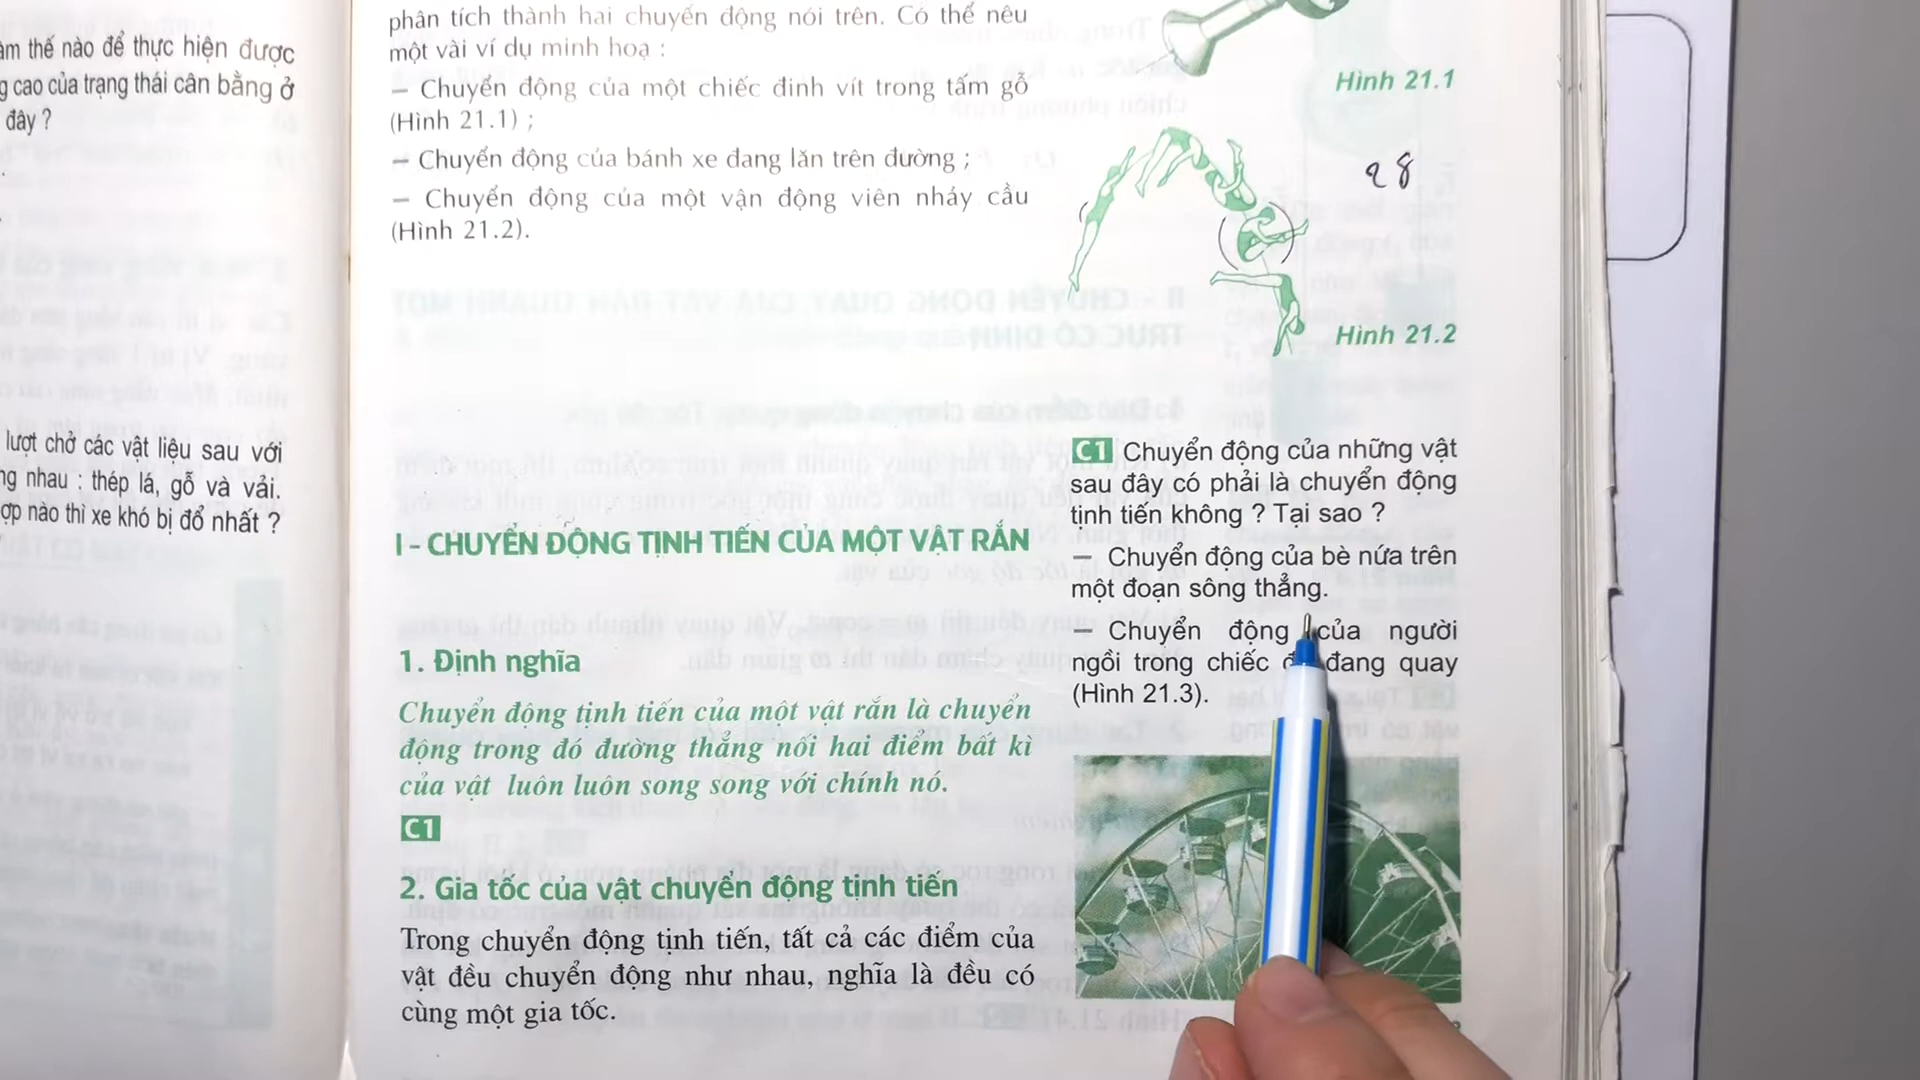 làm thế nào để thực hiện được
cao của trạng thái cân bằng ở
đây ?
lượt chở các vật liệu sau với
nhau : thép lá, gỗ và vải.
nào thì xe khó bị đổ nhất ?
phân tích thành hai chuyển động nói trên. Có thể nêu
một vài ví dụ minh hoạ :
– Chuyển động của một chiếc đinh vít trong tấm gỗ
(Hình 21.1) ;
– Chuyển động của bánh xe đang lăn trên đường ;
– Chuyển động của một vận động viên nhảy cầu
(Hình 21.2).
I - CHUYỂN ĐỘNG TỊNH TIẾN CỦA MỘT VẬT RẮN
1. Định nghĩa
Chuyển động tịnh tiến của một vật rắn là chuyển
động trong đó đường thẳng nối hai điểm bất kì
của vật luôn luôn song song với chính nó.
C1
2. Gia tốc của vật chuyển động tịnh tiến
Trong chuyển động tịnh tiến, tất cả các điểm của
vật đều chuyển động như nhau, nghĩa là đều có
cùng một gia tốc.
Hình 21.1
28
Hình 21.2
C1 Chuyển động của những vật
sau đây có phải là chuyển động
tịnh tiến không ? Tại sao ?
– Chuyển động của bè nứa trên
một đoạn sông thẳng.
– Chuyển động của người
ngồi trong chiếc đang quay
(Hình 21.3).